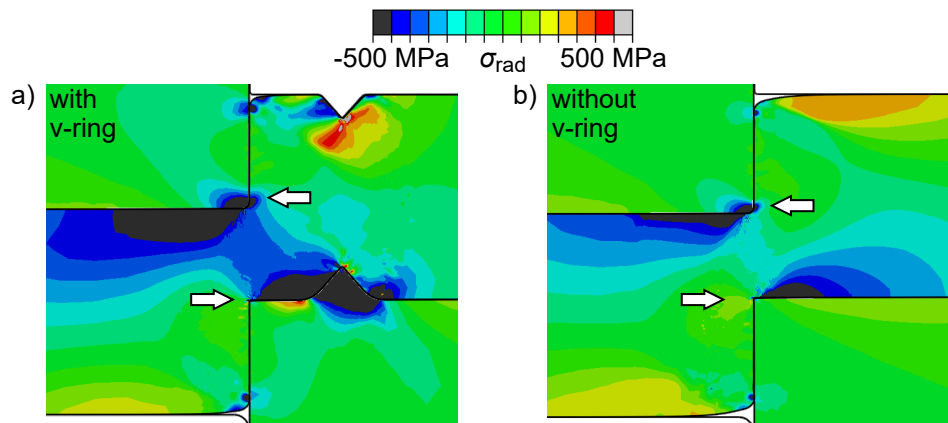 -500 MPa σrad 500 MPa
a) with
v-ring
b) without
v-ring